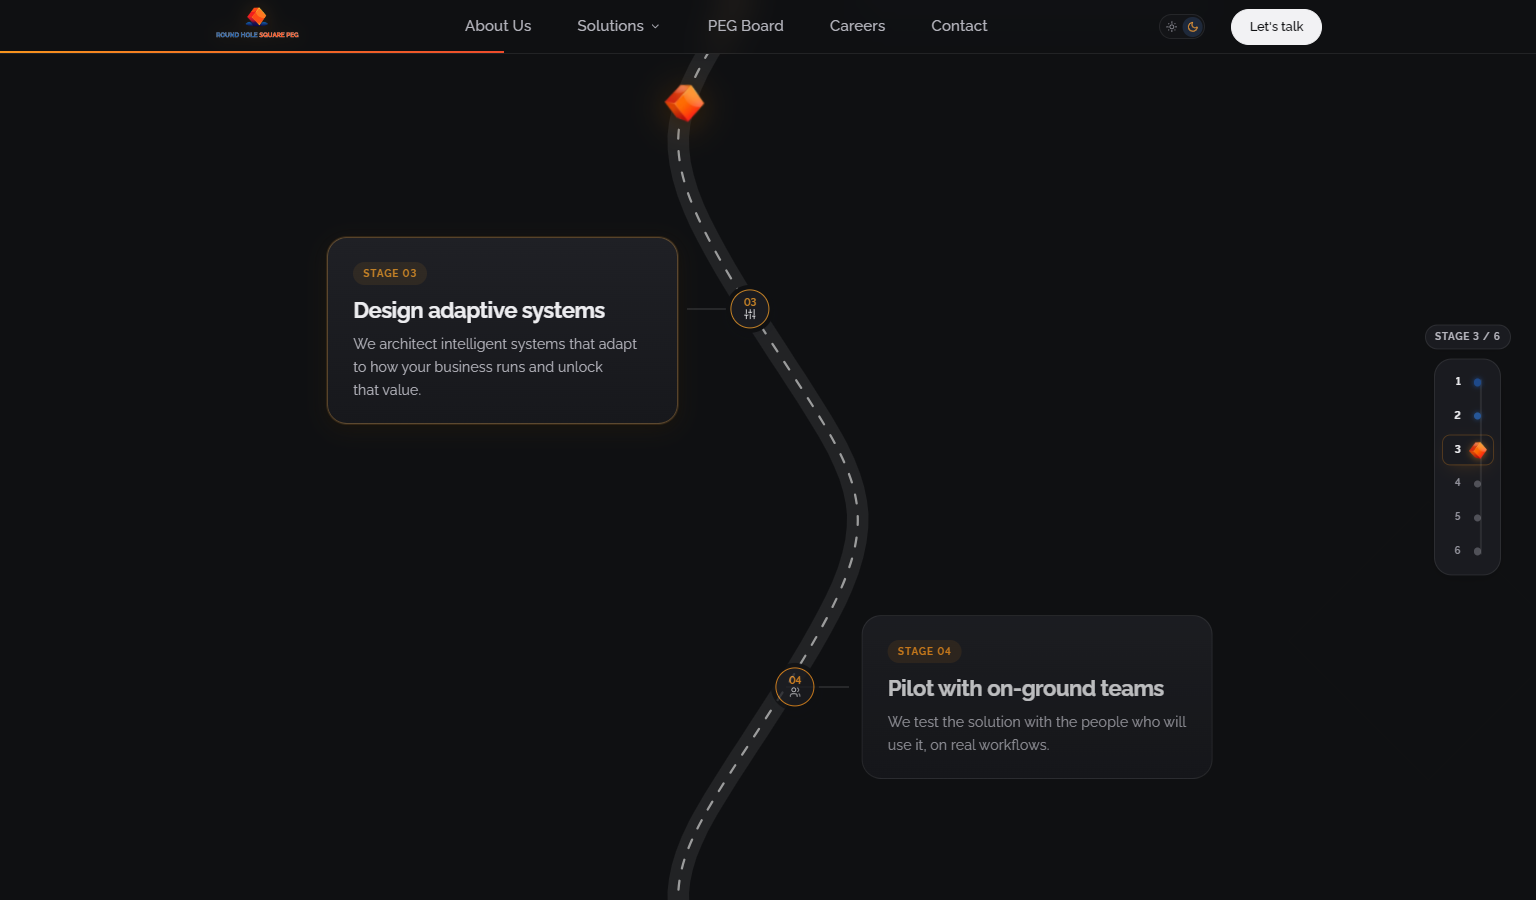 ROUND HOLE SQUARE PEG
About Us
Solutions
PEG Board
Careers
Contact
Let's talk
STAGE 03
Design adaptive systems
We architect intelligent systems that adapt
to how your business runs and unlock
that value.
03
STAGE 3 / 6
1
2
3
4
5
6
STAGE 04
Pilot with on-ground teams
We test the solution with the people who will
use it, on real workflows.
04